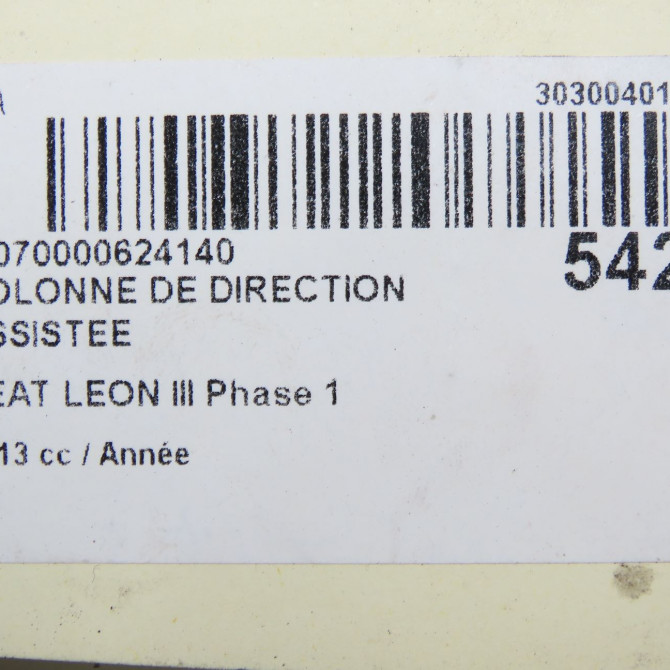 A
30300401
070000624140
542
OLONNE DE DIRECTION
SSISTEE
EAT LEON III Phase 1
13 cc / Année